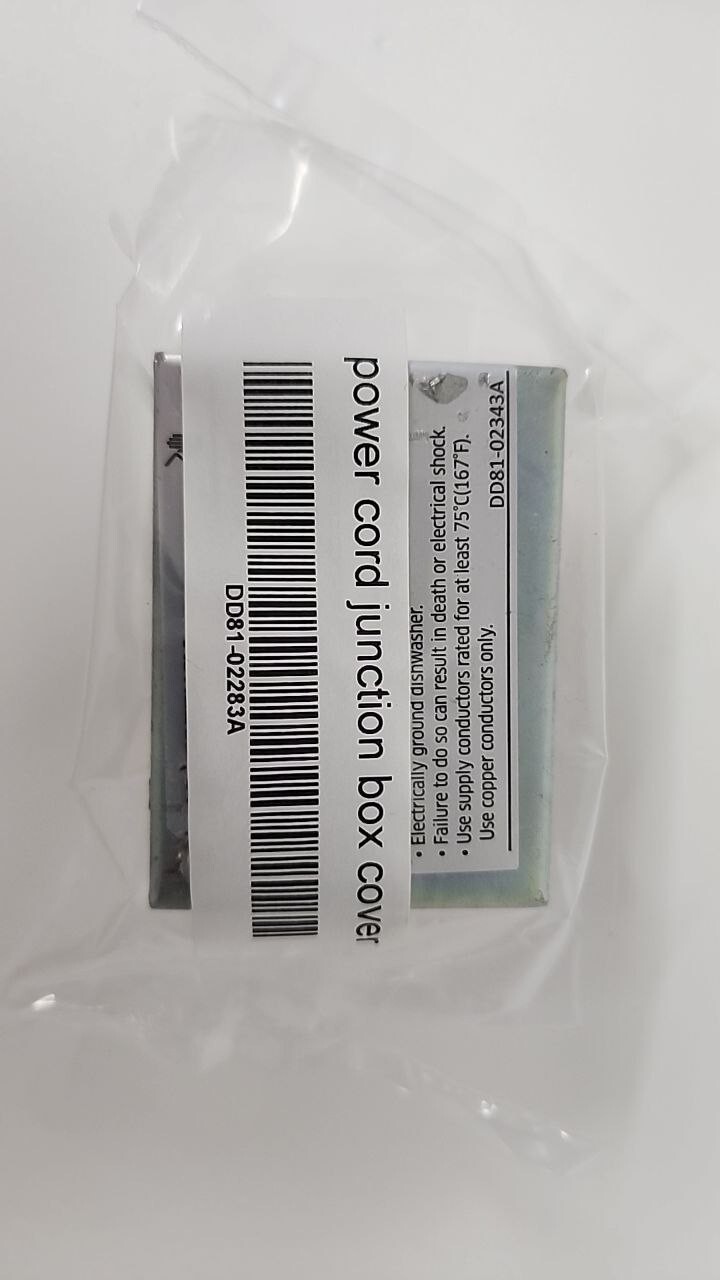 power cord junction box cover
DD81-02283A
• Electrically ground dishwasher.
• Failure to do so can result in death or electrical shock.
• Use supply conductors rated for at least 75°C(167°F).
Use copper conductors only.
DD81-02343A